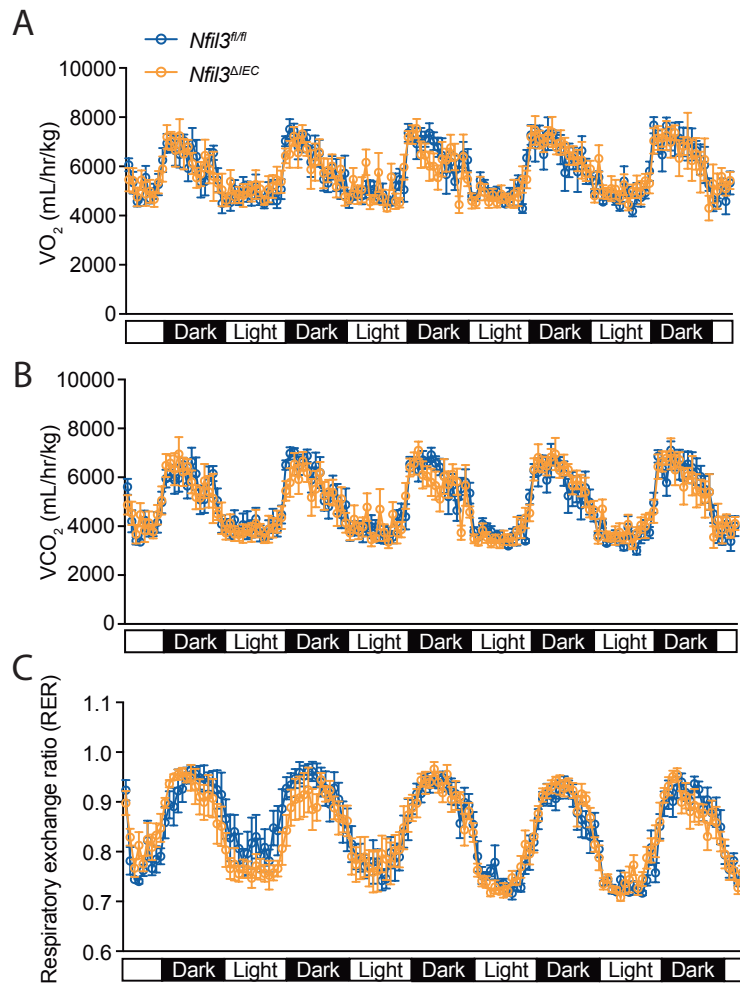 A
Nfil3fl/fl
Nfil3ΔIEC
10000
8000
6000
4000
2000
0
VO2 (mL/hr/kg)
Dark Light Dark Light Dark Light Dark Light Dark
B
10000
8000
6000
4000
2000
0
VCO2 (mL/hr/kg)
Dark Light Dark Light Dark Light Dark Light Dark
C
1.1
1.0
0.9
0.8
0.7
0.6
Respiratory exchange ratio (RER)
Dark Light Dark Light Dark Light Dark Light Dark